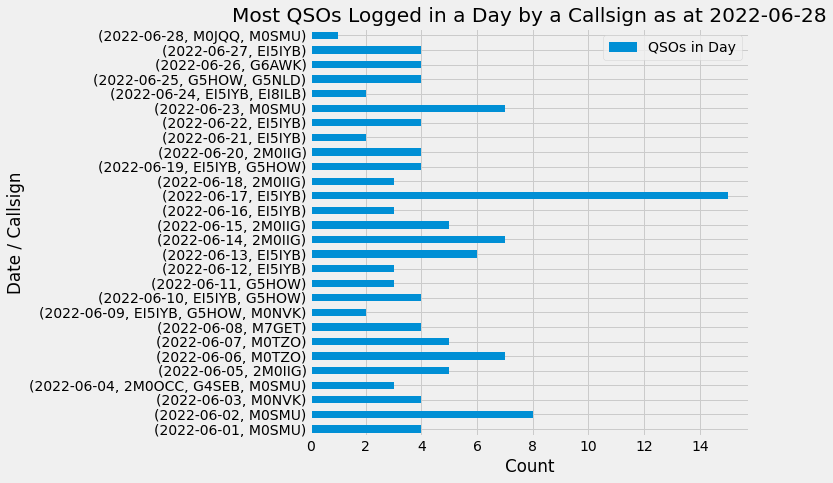 Most QSOs Logged in a Day by a Callsign as at 2022-06-28
QSOs in Day
Date / Callsign
(2022-06-28, M0JQQ, M0SMU)
(2022-06-27, EI5IYB)
(2022-06-26, G6AWK)
(2022-06-25, G5HOW, G5NLD)
(2022-06-24, EI5IYB, EI8ILB)
(2022-06-23, M0SMU)
(2022-06-22, EI5IYB)
(2022-06-21, EI5IYB)
(2022-06-20, 2M0IIG)
(2022-06-19, EI5IYB, G5HOW)
(2022-06-18, 2M0IIG)
(2022-06-17, EI5IYB)
(2022-06-16, EI5IYB)
(2022-06-15, 2M0IIG)
(2022-06-14, 2M0IIG)
(2022-06-13, EI5IYB)
(2022-06-12, EI5IYB)
(2022-06-11, G5HOW)
(2022-06-10, EI5IYB, G5HOW)
(2022-06-09, EI5IYB, G5HOW, M0NVK)
(2022-06-08, M7GET)
(2022-06-07, M0TZO)
(2022-06-06, M0TZO)
(2022-06-05, 2M0IIG)
(2022-06-04, 2M0OCC, G4SEB, M0SMU)
(2022-06-03, M0NVK)
(2022-06-02, M0SMU)
(2022-06-01, M0SMU)
0 2 4 6 8 10 12 14
Count